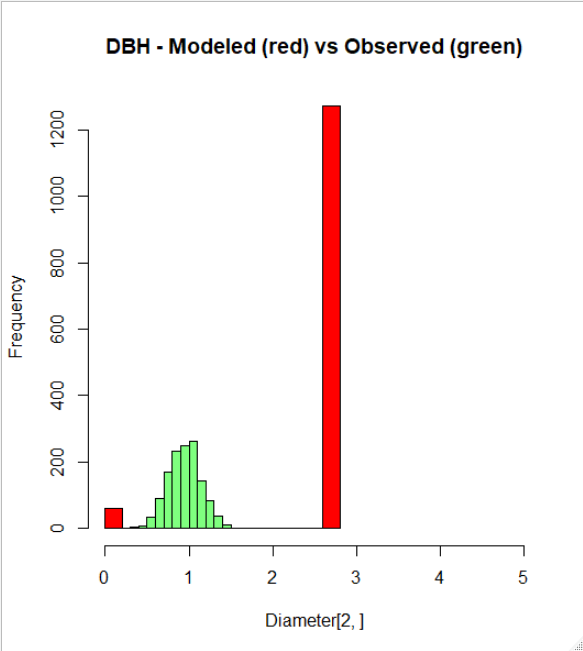 DBH - Modeled (red) vs Observed (green)
1200
1000
800
600
400
200
0
Frequency
0 1 2 3 4 5
Diameter[2, ]